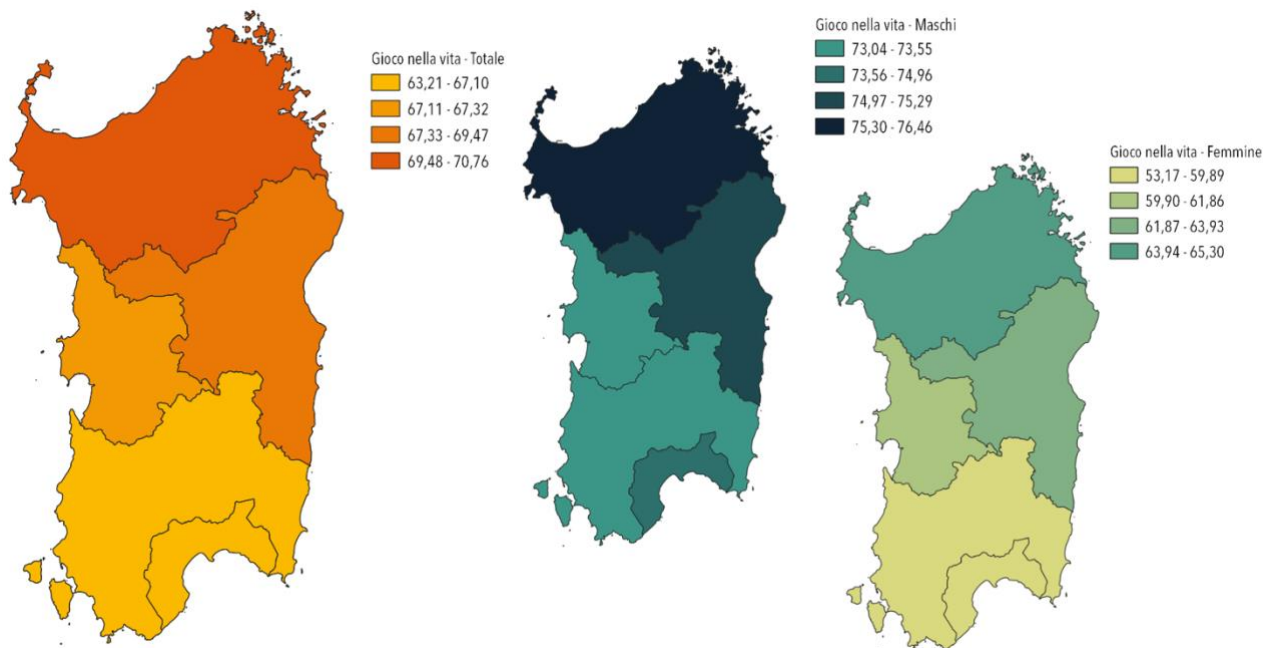 Gioco nella vita - Totale
63,21 - 67,10
67,11 - 67,32
67,33 - 69,47
69,48 - 70,76
Gioco nella vita - Maschi
73,04 - 73,55
73,56 - 74,96
74,97 - 75,29
75,30 - 76,46
Gioco nella vita - Femmine
53,17 - 59,89
59,90 - 61,86
61,87 - 63,93
63,94 - 65,30